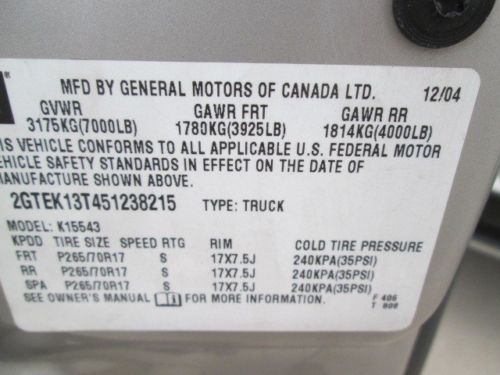 MFD BY GENERAL MOTORS OF CANADA LTD. 12/04
GVWR GAWR FRT GAWR RR
3175KG(7000LB) 1780KG(3925LB) 1814KG(4000LB)
IS VEHICLE CONFORMS TO ALL APPLICABLE U.S. FEDERAL MOTOR
EHICLE SAFETY STANDARDS IN EFFECT ON THE DATE OF
ANUFACTURE SHOWN ABOVE.
2GTEK13T451238215 TYPE: TRUCK
MODEL: K15543
KPDD TIRE SIZE SPEED RTG RIM COLD TIRE PRESSURE
FRT P265/70R17 S 17X7.5J 240KPA(35PSI)
RR P265/70R17 S 17X7.5J 240KPA(35PSI)
SPA P265/70R17 S 17X7.5J 240KPA(35PSI)
SEE OWNER'S MANUAL FOR MORE INFORMATION. F 406
T 808